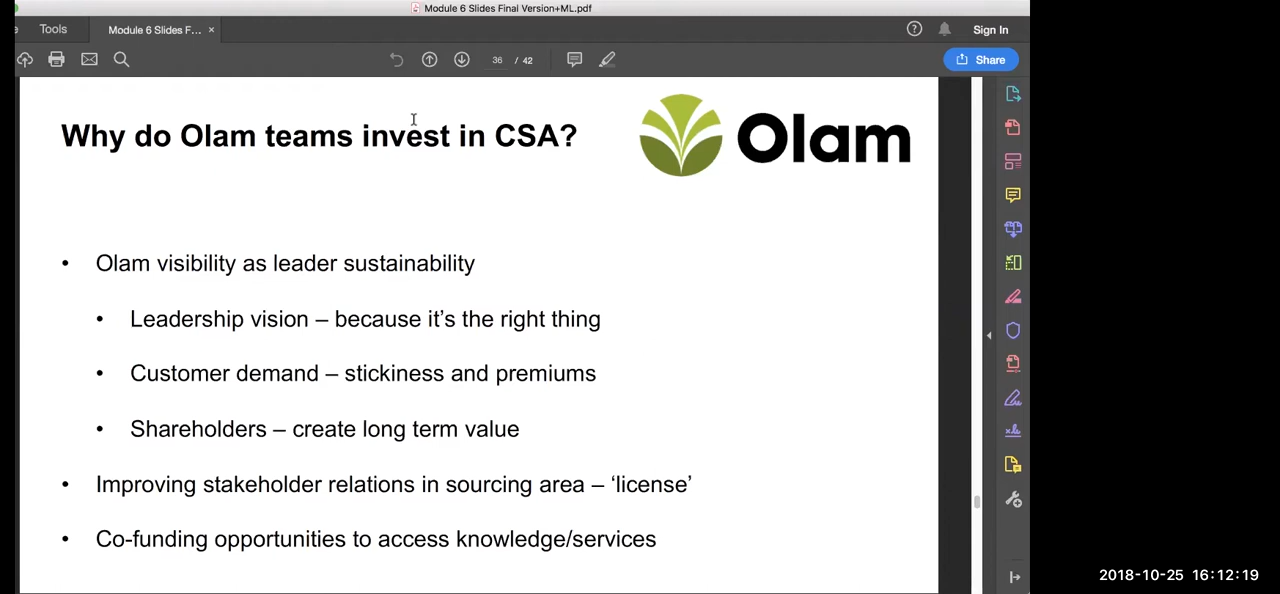 Module 6 Slides Final Version+ML.pdf
Tools
Module 6 Slides F... ×
Sign In
36 / 42
Share
Why do Olam teams invest in CSA?
Olam
• Olam visibility as leader sustainability
• Leadership vision – because it’s the right thing
• Customer demand – stickiness and premiums
• Shareholders – create long term value
• Improving stakeholder relations in sourcing area – ‘license’
• Co-funding opportunities to access knowledge/services
2018-10-25 16:12:19